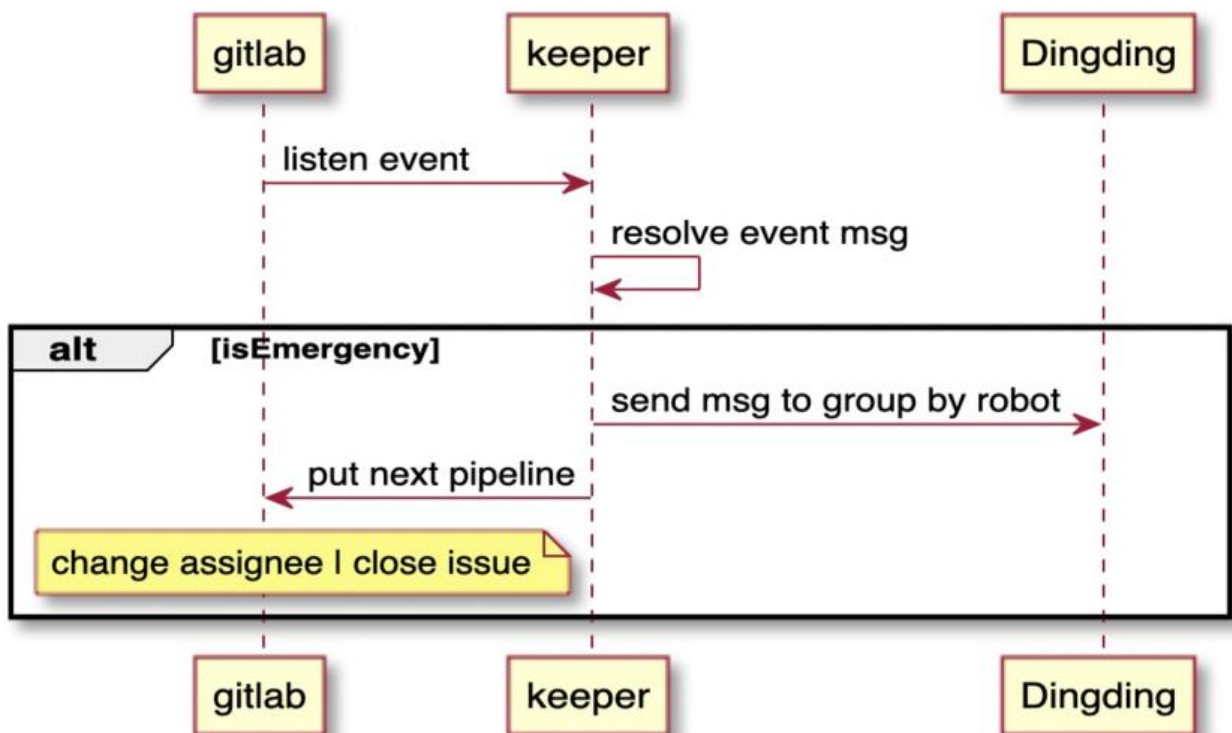 gitlab keeper Dingding
listen event
resolve event msg
alt [isEmergency]
send msg to group by robot
put next pipeline
change assignee | close issue
gitlab keeper Dingding